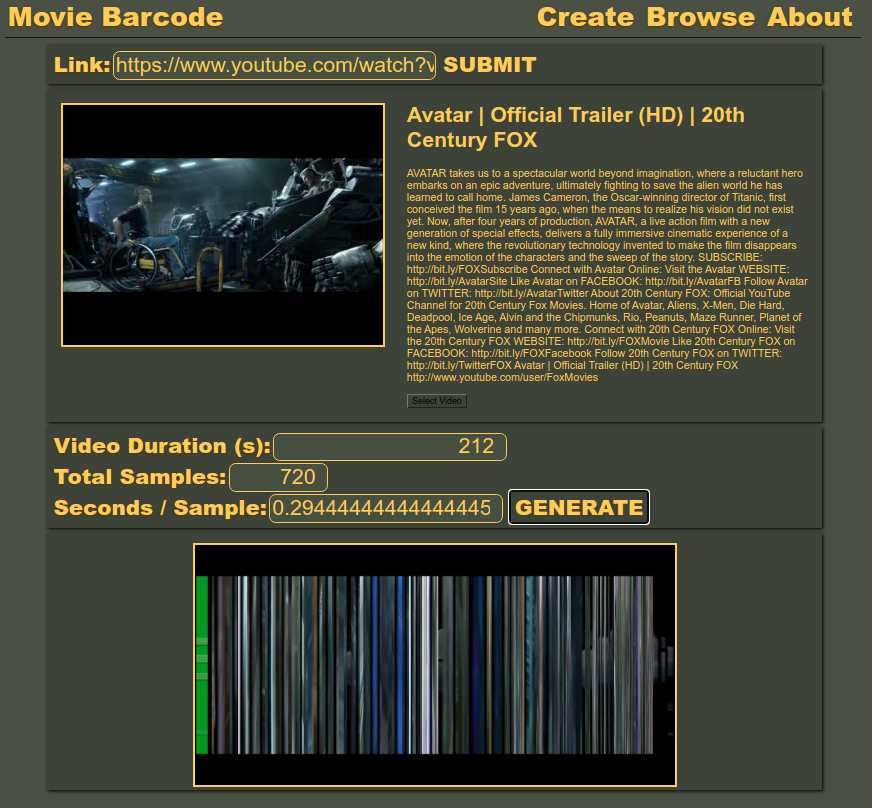 Movie Barcode
Create Browse About
Link: https://www.youtube.com/watch?v SUBMIT
Avatar | Official Trailer (HD) | 20th
Century FOX
AVATAR takes us to a spectacular world beyond imagination, where a reluctant hero
embarks on an epic adventure, ultimately fighting to save the alien world he has
learned to call home. James Cameron, the Oscar-winning director of Titanic, first
conceived the film 15 years ago, when the means to realize his vision did not exist
yet. Now, after four years of production, AVATAR, a live action film with a new
generation of special effects, delivers a fully immersive cinematic experience of a
new kind, where the revolutionary technology invented to make the film disappears
into the emotion of the characters and the sweep of the story. SUBSCRIBE:
http://bit.ly/FOXSubscribe Connect with Avatar Online: Visit the Avatar WEBSITE:
http://bit.ly/AvatarSite Like Avatar on FACEBOOK: http://bit.ly/AvatarFB Follow Avatar
on TWITTER: http://bit.ly/AvatarTwitter About 20th Century FOX: Official YouTube
Channel for 20th Century Fox Movies. Home of Avatar, Aliens, X-Men, Die Hard,
Deadpool, Ice Age, Alvin and the Chipmunks, Rio, Peanuts, Maze Runner, Planet of
the Apes, Wolverine and many more. Connect with 20th Century FOX Online: Visit
the 20th Century FOX WEBSITE: http://bit.ly/FOXMovie Like 20th Century FOX on
FACEBOOK: http://bit.ly/FOXFacebook Follow 20th Century FOX on TWITTER:
http://bit.ly/TwitterFOX Avatar | Official Trailer (HD) | 20th Century FOX
http://www.youtube.com/user/FoxMovies
Select Video
Video Duration (s): 212
Total Samples: 720
Seconds / Sample: 0.29444444444444445 GENERATE